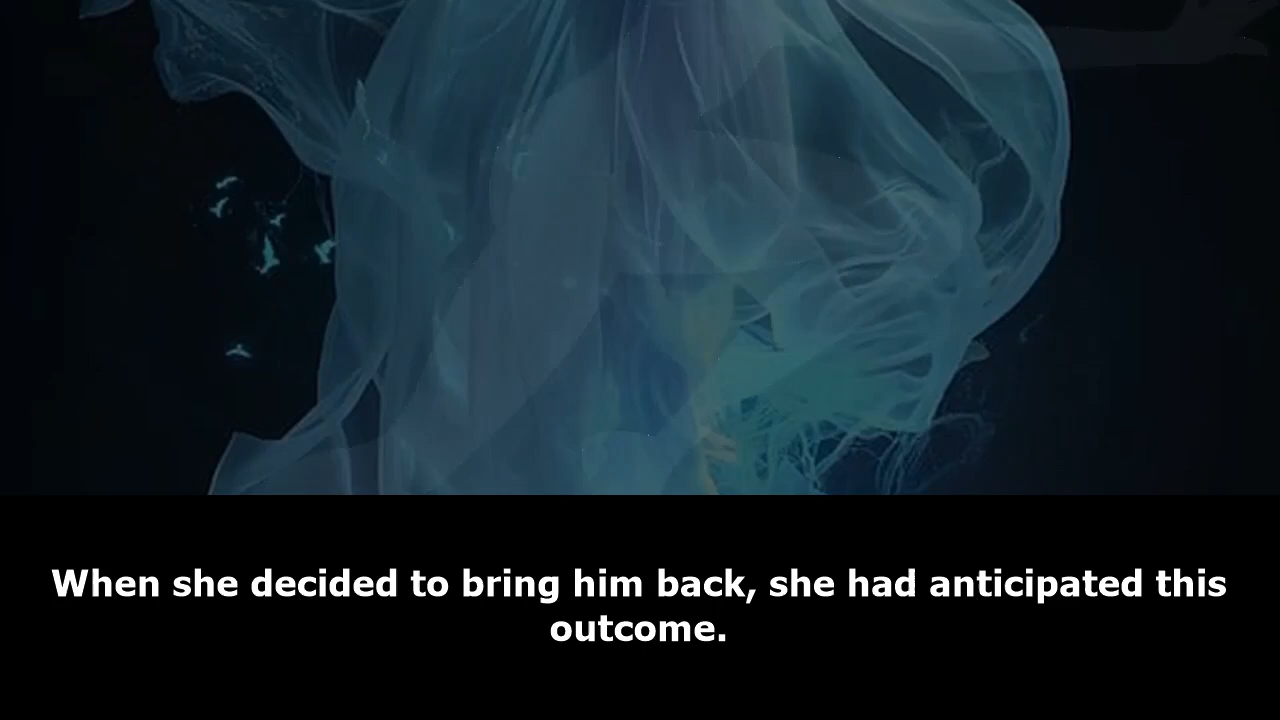 When she decided to bring him back, she had anticipated this
outcome.